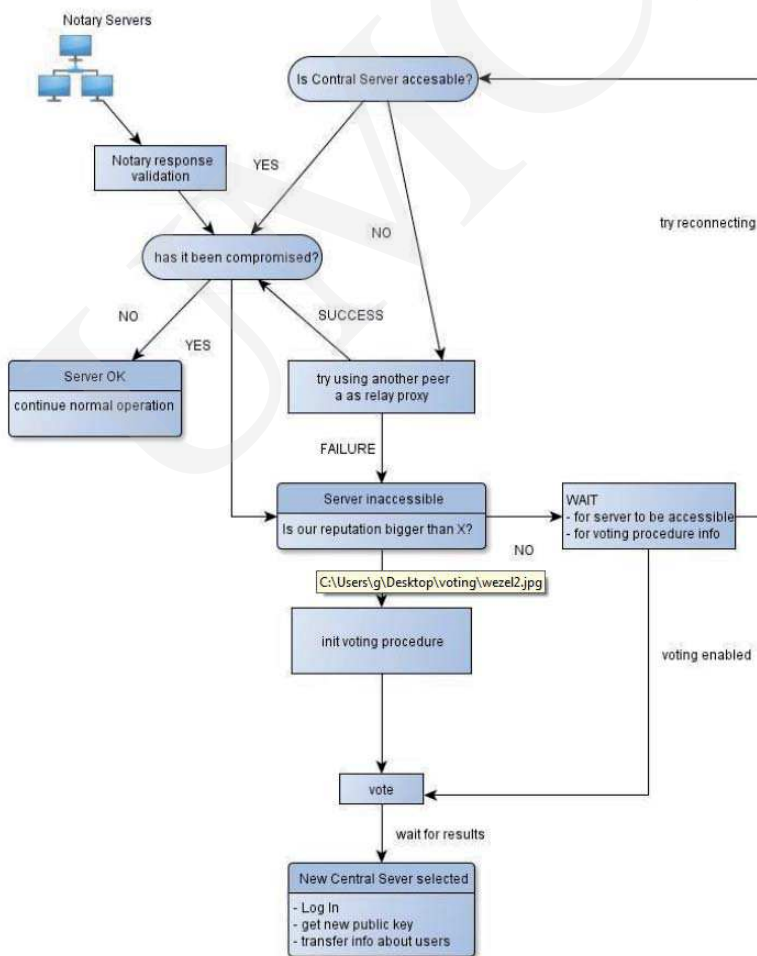 Notary Servers
Is Contral Server accesable?
Notary response
validation
YES
NO
try reconnecting
has it been compromised?
NO
YES
SUCCESS
Server OK
continue normal operation
try using another peer
a as relay proxy
FAILURE
Server inaccessible
Is our reputation bigger than X?
NO
WAIT
- for server to be accessible
- for voting procedure info
C:\Users\g\Desktop\voting\wezel2.jpg
init voting procedure
voting enabled
vote
wait for results
New Central Sever selected
- Log In
- get new public key
- transfer info about users